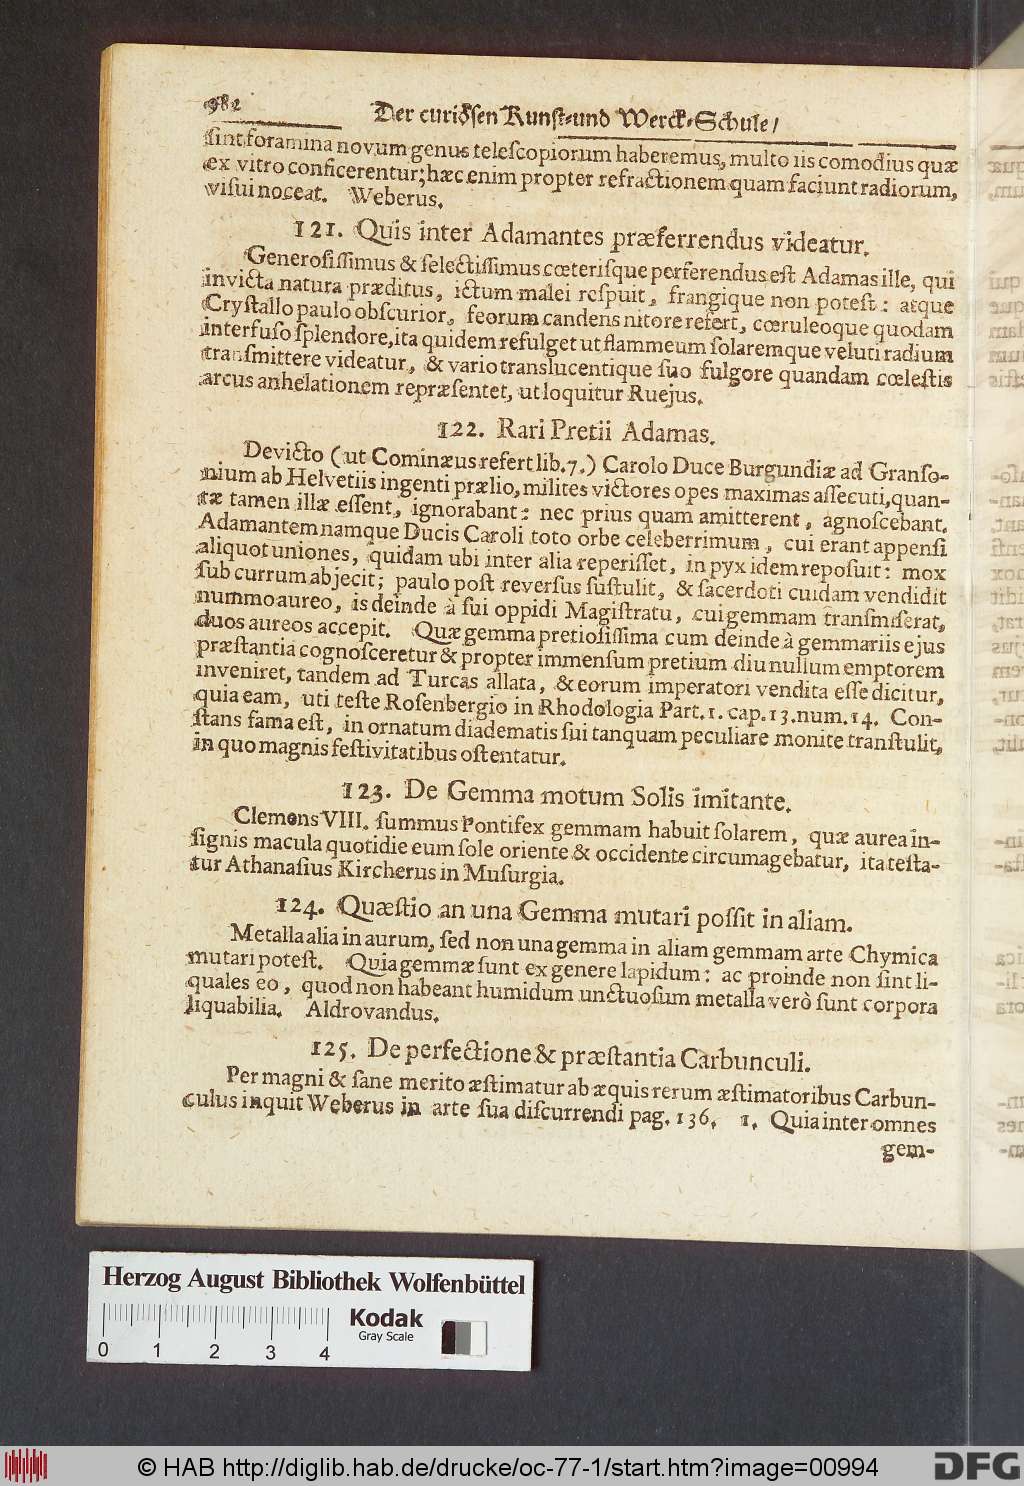 982
Der curiösen Kunst-und Werck-Schule/
sint foramina novum genus telescopiorum haberemus, multo iis comodius quæ
ex vitro conficerentur; hæc enim propter refractionem quam faciunt radiorum,
visui noceat. Weberus.
121. Quis inter Adamantes præferrendus videatur.
Generosissimus & selectissimus cœterisque perferendus est Adamas ille, qui
invicta natura præditus, ictum malei respuit, frangique non potest: atque
Crystallo paulo obscurior, feorum candens nitore refert, cœruleoque quodam
interfuso splendore, ita quidem refulget ut flammeum solaremque veluti radium
transmittere videatur, & vario translucentique suo fulgore quandam cœlestis
arcus anhelationem repræsentet, ut loquitur Ruejus.
122. Rari Pretii Adamas.
Devicto (ut Cominæus refert lib. 7.) Carolo Duce Burgundiæ ad Granso-
nium ab Helvetiis ingenti prælio, milites victores opes maximas assecuti, quan-
tæ tamen illæ essent, ignorabant: nec prius quam amitterent, agnoscebant.
Adamantem namque Ducis Caroli toto orbe celeberrimum, cui erant appensi
aliquot uniones, quidam ubi inter alia reperisset, in pyxidem reposuit: mox
sub currum abjecit; paulo post reversus sustulit, & sacerdoti cuidam vendidit
nummo aureo, is deinde à sui oppidi Magistratu, cui gemmam transmiserat,
duos aureos accepit. Quæ gemma pretiosissima cum deinde à gemmariis ejus
præstantia cognosceretur & propter immensum pretium diu nullum emptorem
inveniret, tandem ad Turcas allata, & eorum imperatori vendita esse dicitur,
quia eam, uti teste Rosenbergio in Rhodologia Part. 1. cap. 13. num. 14. Con-
stans fama est, in ornatum diadematis sui tanquam peculiare monite transtulit,
in quo magnis festivitatibus ostentatur.
123. De Gemma motum Solis imitante.
Clemens VIII. summus Pontifex gemmam habuit solarem, quæ aurea in-
signis macula quotidie eum sole oriente & occidente circumagebatur, ita testa-
tur Athanasius Kircherus in Musurgia.
124. Quæstio an una Gemma mutari possit in aliam.
Metalla alia in aurum, sed non una gemma in aliam gemmam arte Chymica
mutari potest. Quia gemmæ sunt ex genere lapidum: ac proinde non sint li-
quales eo, quod non habeant humidum unctuosum metalla verò sunt corpora
liquabilia. Aldrovandus.
125. De perfectione & præstantia Carbunculi.
Per magni & sane merito æstimatur ab æquis rerum æstimatoribus Carbun-
culus inquit Weberus in arte sua discurrendi pag. 136. 1. Quia inter omnes
gem-
Herzog August Bibliothek Wolfenbüttel
Kodak
Gray Scale
0 1 2 3 4
© HAB http://diglib.hab.de/drucke/oc-77-1/start.htm?image=00994
DFG